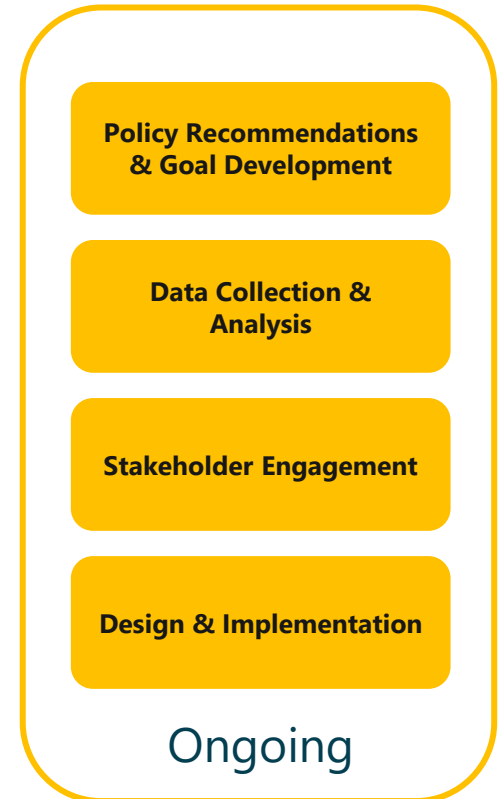 Policy Recommendations
& Goal Development
Data Collection &
Analysis
Stakeholder Engagement
Design & Implementation
Ongoing